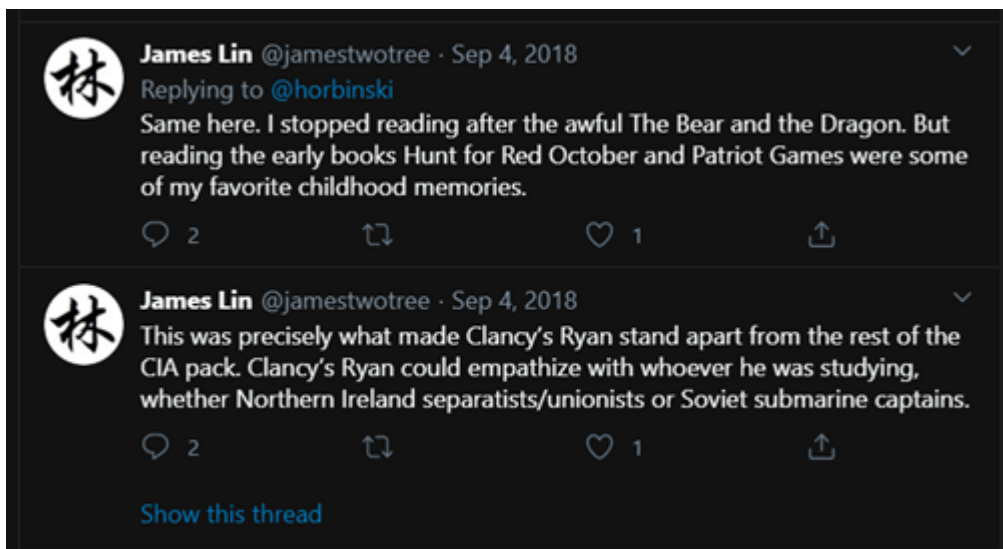 林
James Lin @jamestwotree · Sep 4, 2018
Replying to @horbinski
Same here. I stopped reading after the awful The Bear and the Dragon. But
reading the early books Hunt for Red October and Patriot Games were some
of my favorite childhood memories.
2 1
林
James Lin @jamestwotree · Sep 4, 2018
This was precisely what made Clancy's Ryan stand apart from the rest of the
CIA pack. Clancy's Ryan could empathize with whoever he was studying,
whether Northern Ireland separatists/unionists or Soviet submarine captains.
2 1
Show this thread